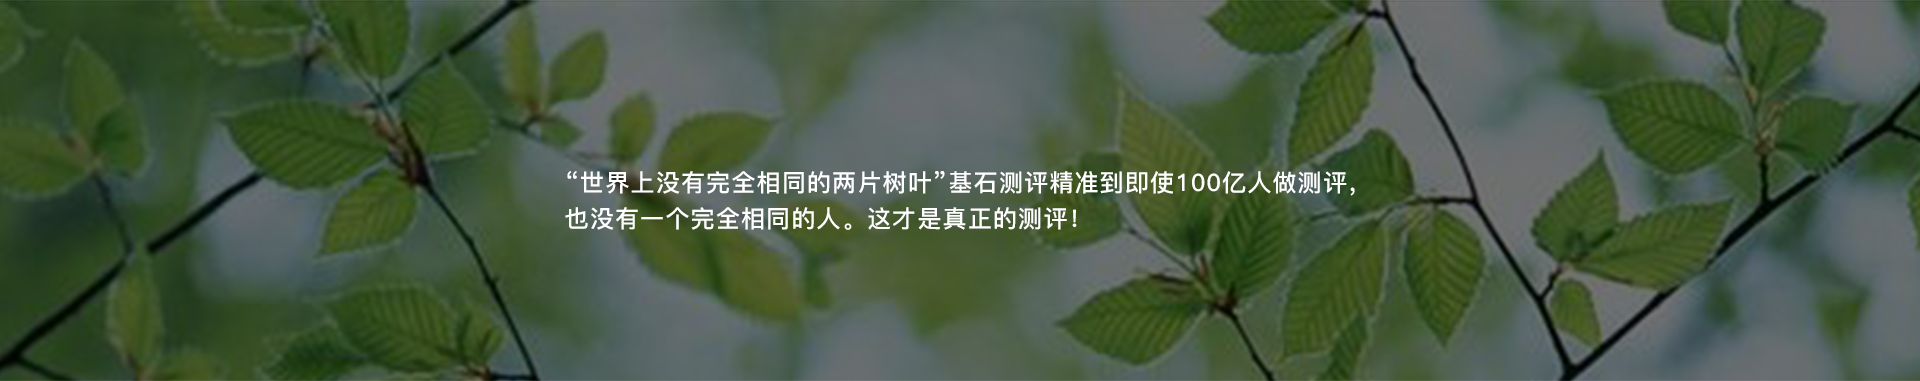 “世界上没有完全相同的两片树叶”基石测评精准到即使100亿人做测评，
也没有一个完全相同的人。这才是真正的测评！